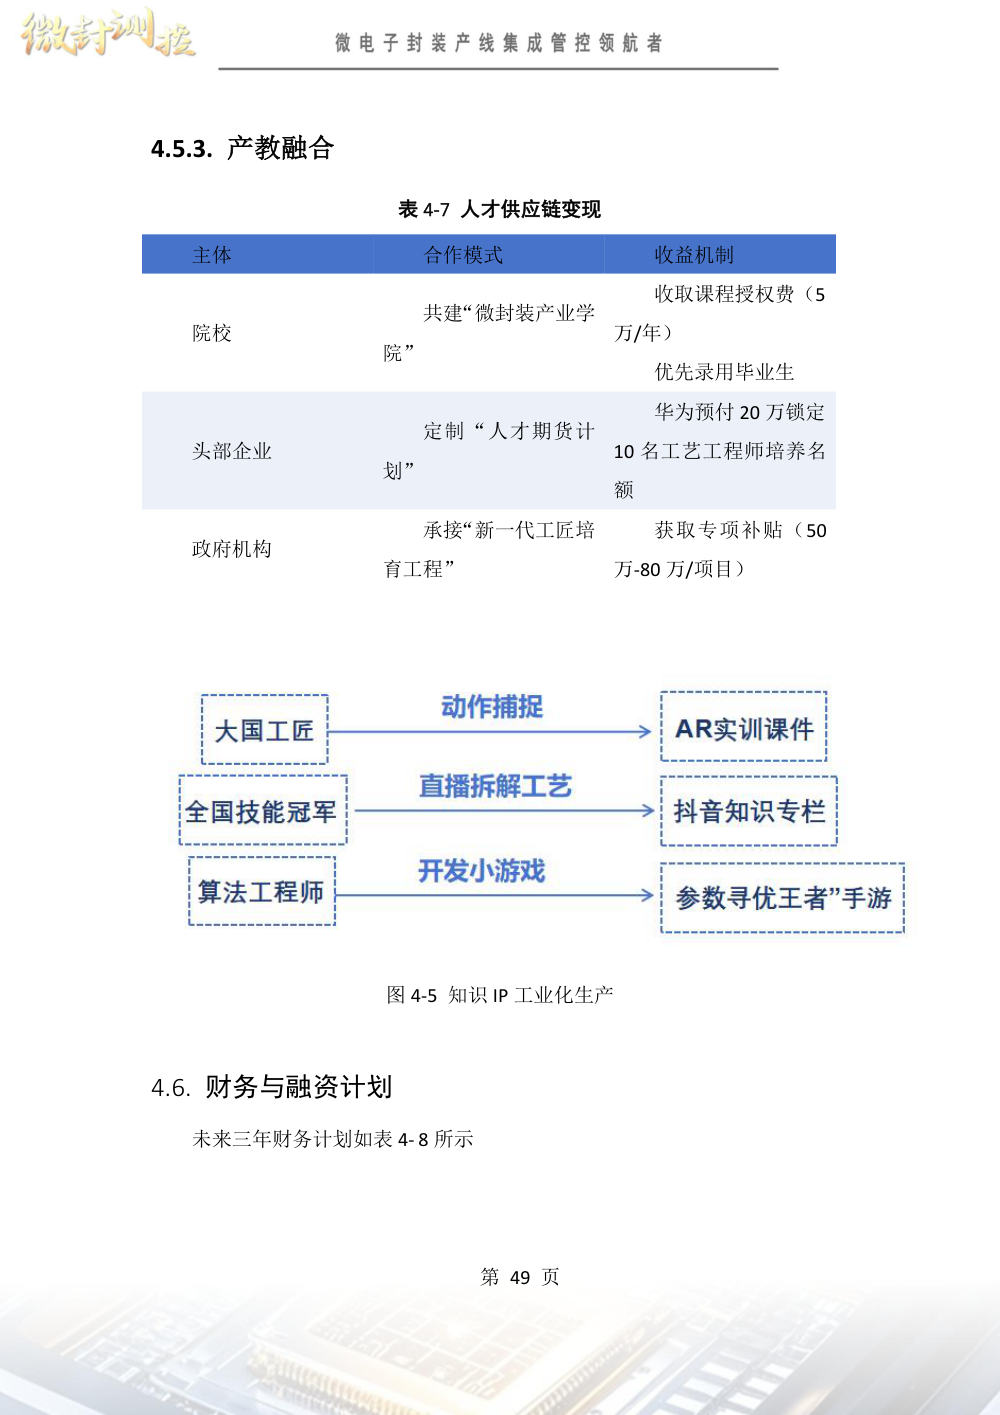 微封测控
微电子封装产线集成管控领航者
4.5.3. 产教融合
表 4-7 人才供应链变现
主体 合作模式 收益机制
院校
共建“微封装产业学
院”
收取课程授权费（5
万/年）
优先录用毕业生
头部企业
定制“人才期货计
划”
华为预付 20 万锁定
10 名工艺工程师培养名
额
政府机构
承接“新一代工匠培
育工程”
获取专项补贴（50
万-80 万/项目）
大国工匠 动作捕捉 AR实训课件
全国技能冠军 直播拆解工艺 抖音知识专栏
算法工程师 开发小游戏 参数寻优王者”手游
图 4-5 知识 IP 工业化生产
4.6. 财务与融资计划
未来三年财务计划如表 4- 8 所示
第 49 页